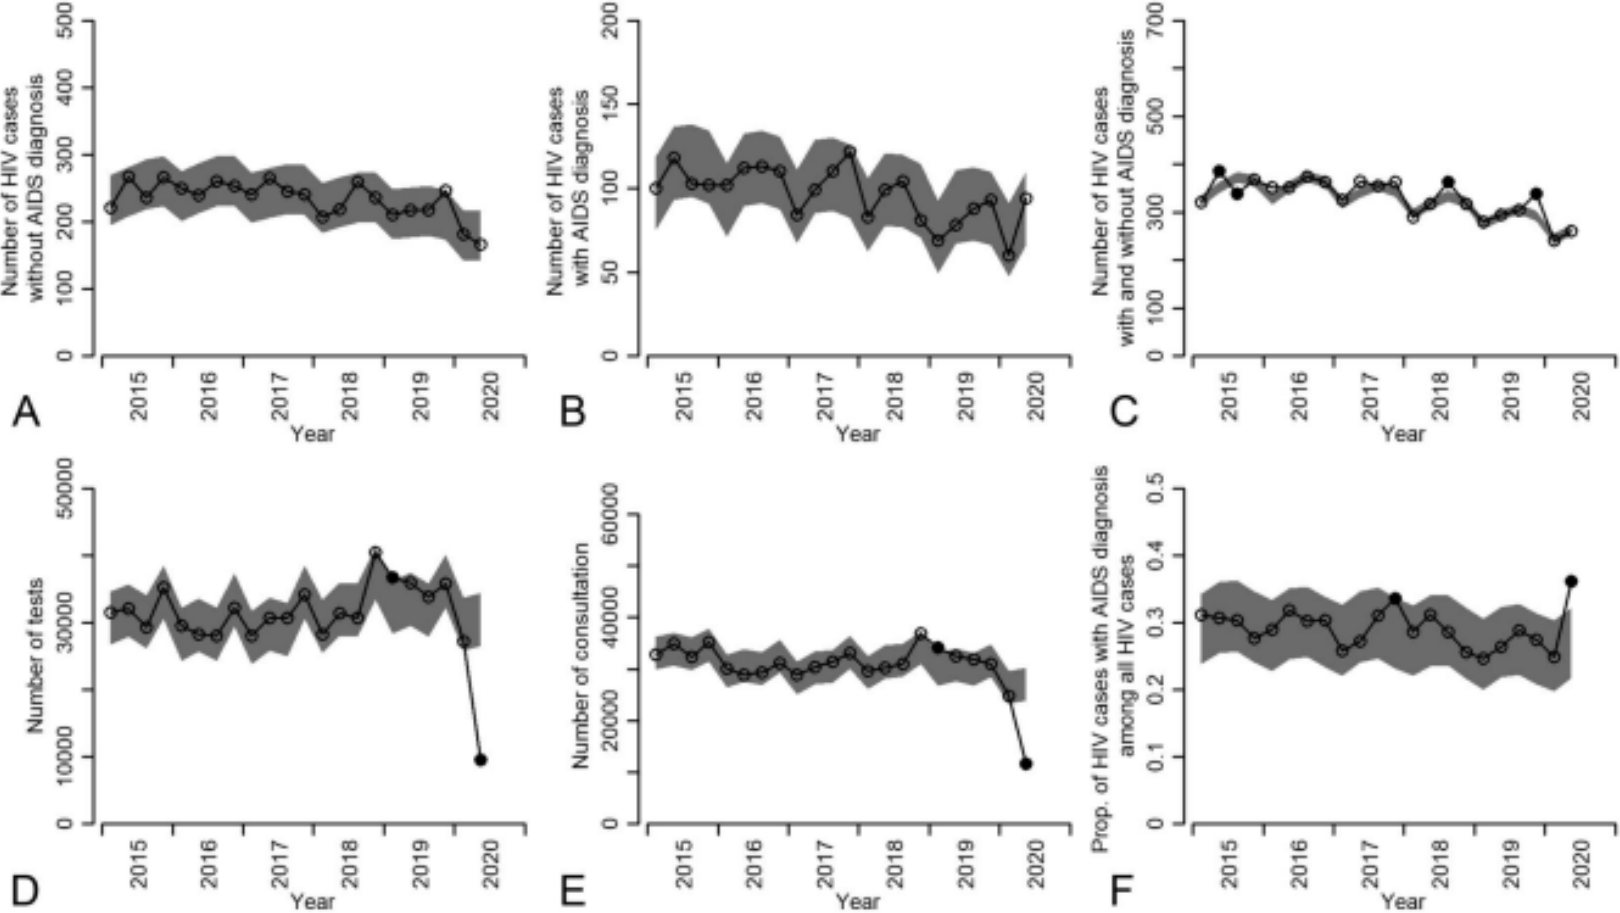 Number of HIV cases
without AIDS diagnosis
0 100 200 300 400 500
2015 2016 2017 2018 2019 2020
Year
A
Number of HIV cases
with AIDS diagnosis
0 50 100 150 200
2015 2016 2017 2018 2019 2020
Year
B
Number of HIV cases
with and without AIDS diagnosis
0 100 300 500 700
2015 2016 2017 2018 2019 2020
Year
C
Number of tests
0 10000 30000 50000
2015 2016 2017 2018 2019 2020
Year
D
Number of consultation
0 20000 40000 60000
2015 2016 2017 2018 2019 2020
Year
E
Prop. of HIV cases with AIDS diagnosis
among all HIV cases
0 0.1 0.2 0.3 0.4 0.5
2015 2016 2017 2018 2019 2020
Year
F